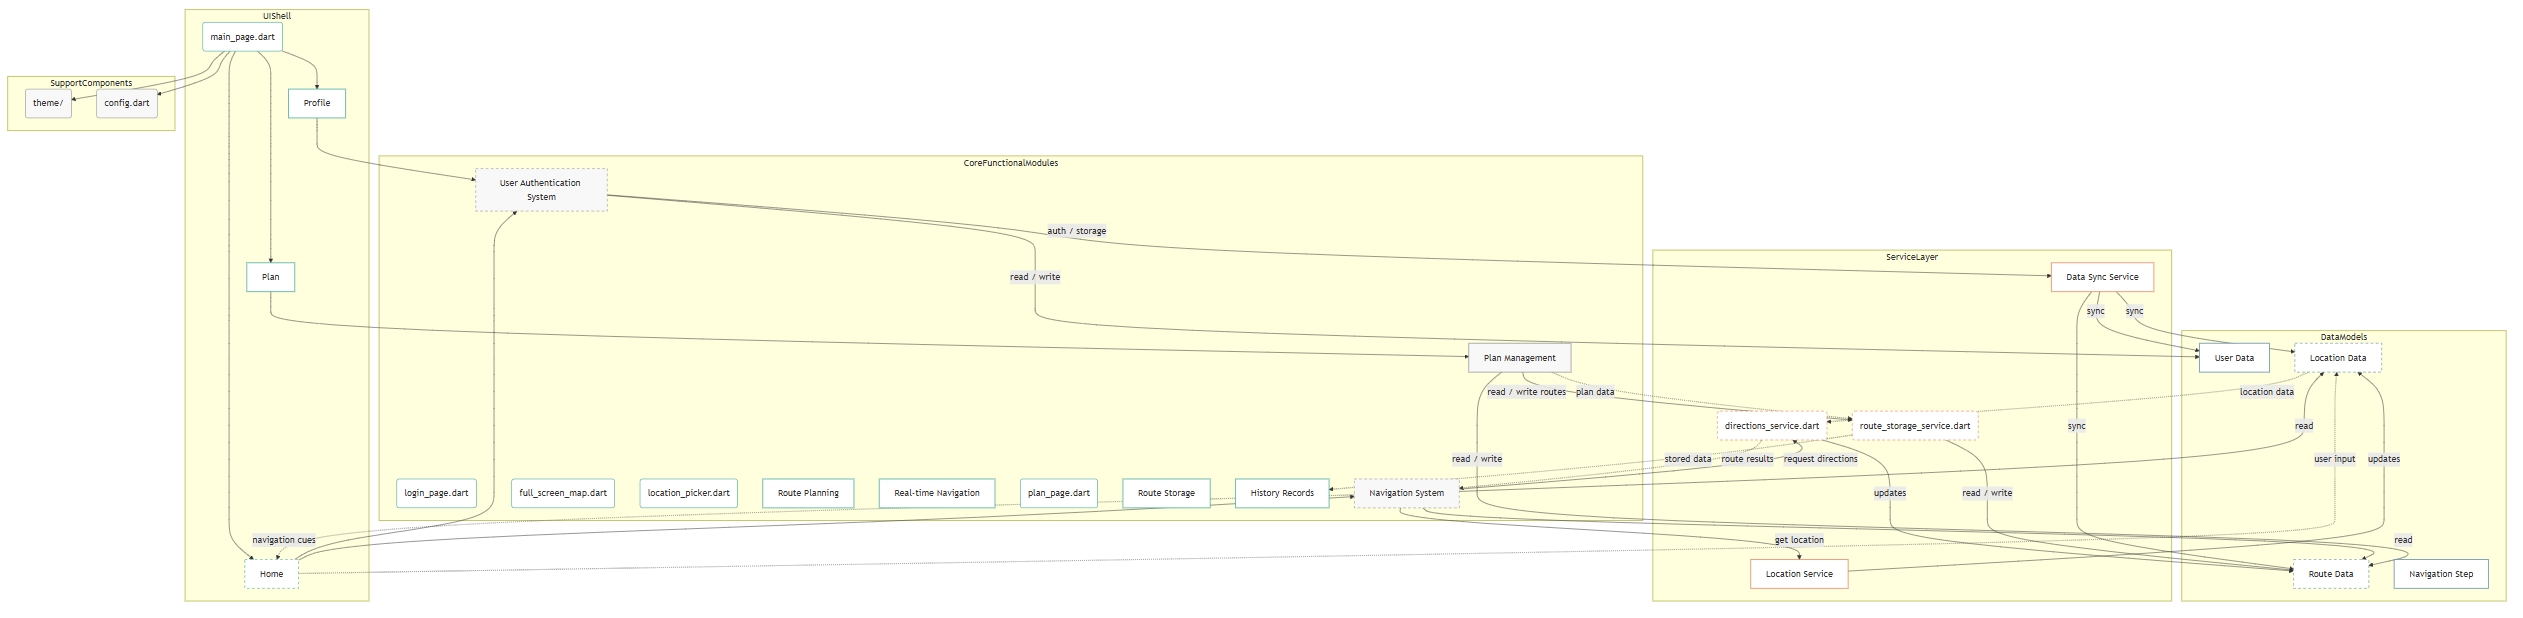 UIShell
main_page.dart
SupportComponents
theme/
config.dart
Profile
CoreFunctionalModules
User Authentication
System
auth / storage
ServiceLayer
Plan
read / write
Data Sync Service
sync
sync
DataModels
Plan Management
User Data
Location Data
read / write routes
plan data
location data
directions_service.dart
route_storage_service.dart
sync
read
read / write
stored data
route results
request directions
user input
updates
login_page.dart
full_screen_map.dart
location_picker.dart
Route Planning
Real-time Navigation
plan_page.dart
Route Storage
History Records
Navigation System
updates
read / write
navigation cues
get location
read
Home
Location Service
Route Data
Navigation Step